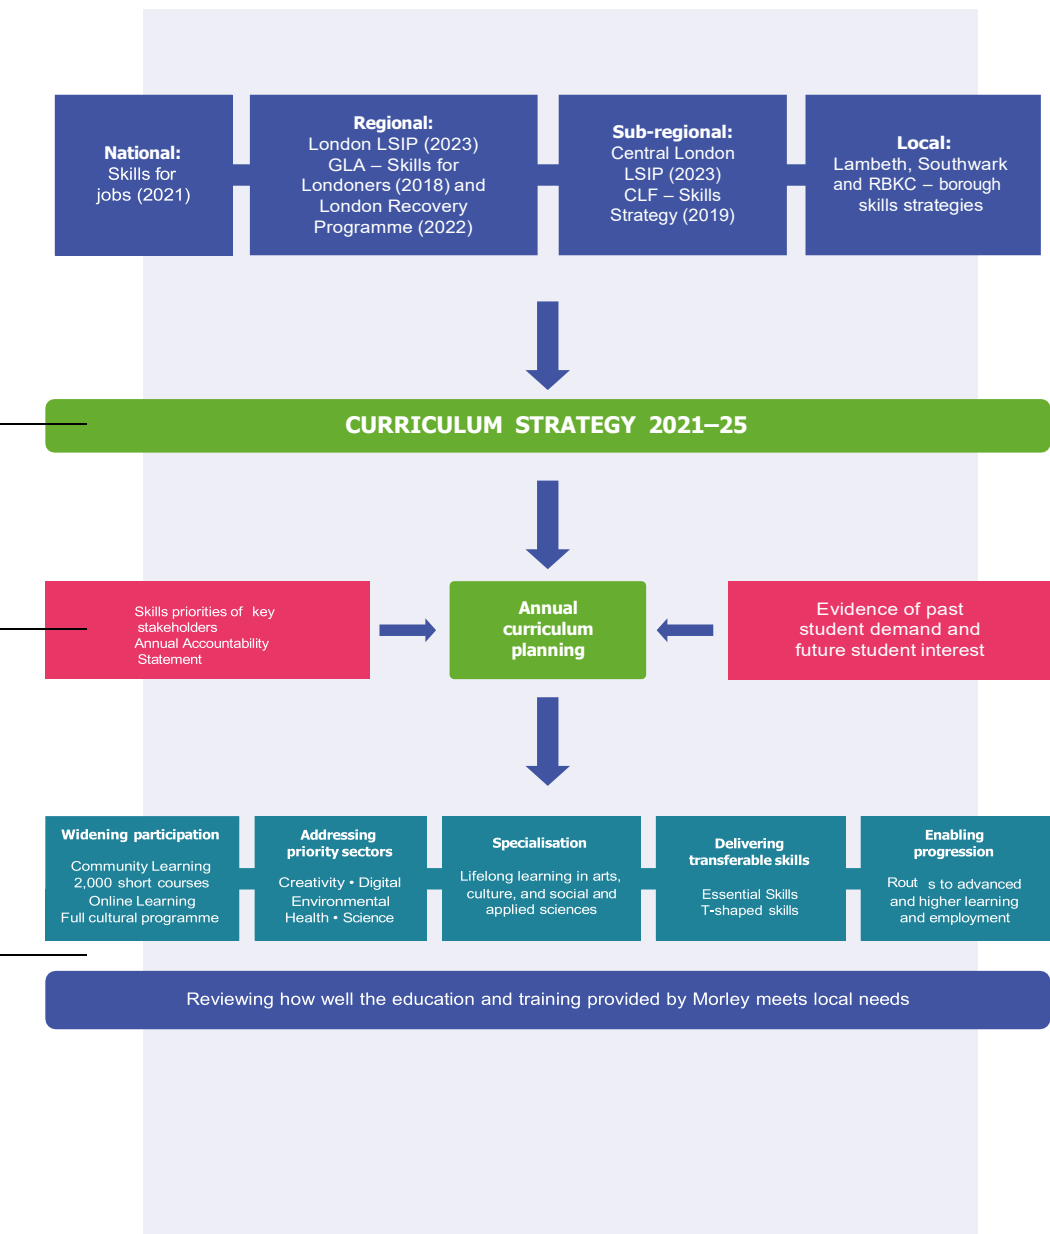 National:
Skills for
jobs (2021)
Regional:
London LSIP (2023)
GLA – Skills for
Londoners (2018) and
London Recovery
Programme (2022)
Sub-regional:
Central London
LSIP (2023)
CLF – Skills
Strategy (2019)
Local:
Lambeth, Southwark
and RBKC – borough
skills strategies
CURRICULUM STRATEGY 2021–25
Skills priorities of key
stakeholders
Annual Accountability
Statement
Annual
curriculum
planning
Evidence of past
student demand and
future student interest
Widening participation
Community Learning
2,000 short courses
Online Learning
Full cultural programme
Addressing
priority sectors
Creativity • Digital
Environmental
Health • Science
Specialisation
Lifelong learning in arts,
culture, and social and
applied sciences
Delivering
transferable skills
Essential Skills
T-shaped skills
Enabling
progression
Rout s to advanced
and higher learning
and employment
Reviewing how well the education and training provided by Morley meets local needs